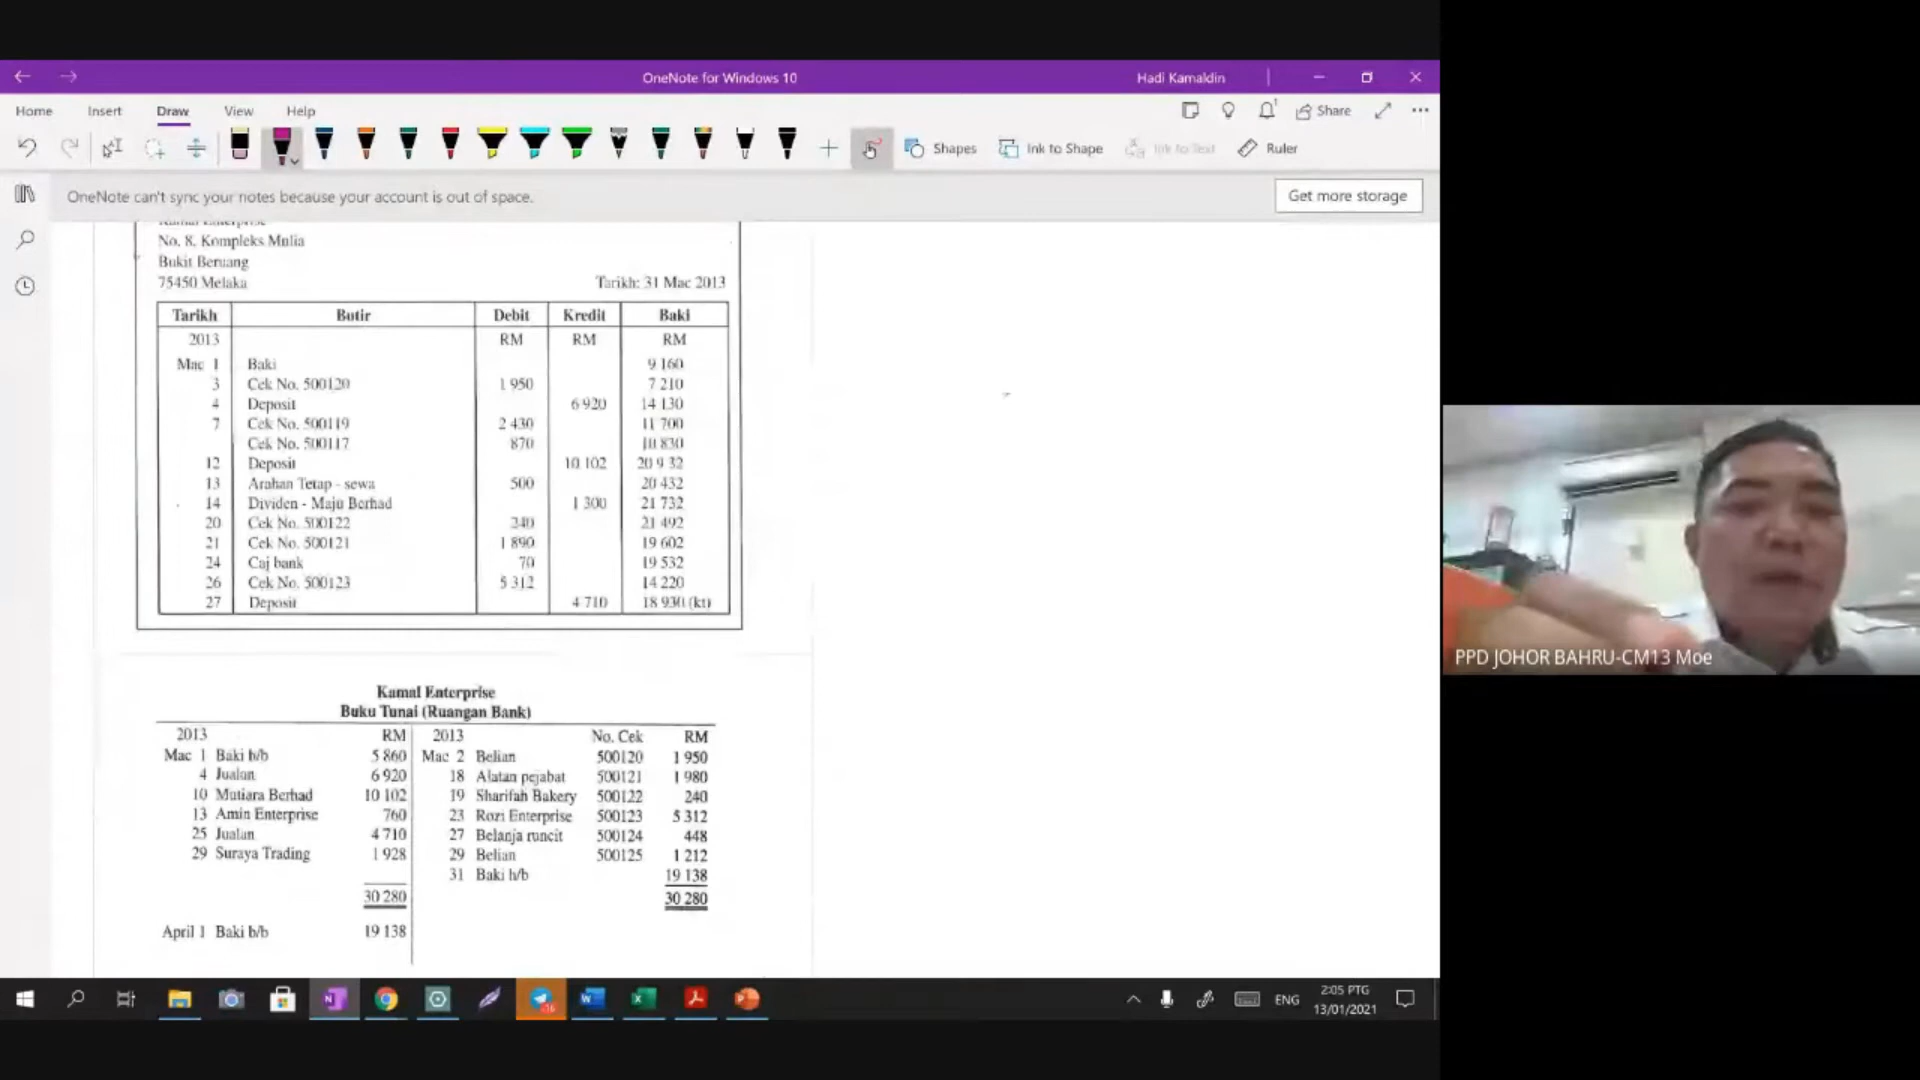 OneNote for Windows 10
Hadi Kamaldin
Home Insert Draw View Help
Share
Shapes Ink to Shape Ink to Text Ruler
OneNote can't sync your notes because your account is out of space.
Get more storage
No. 8, Kompleks Mulia
Bukit Beruang
75450 Melaka Tarikh: 31 Mac 2013
Tarikh Butir Debit Kredit Baki
2013 RM RM RM
Mac 1 Baki 9 160
3 Cek No. 500120 1 950 7 210
4 Deposit 6 920 14 130
7 Cek No. 500119 2 430 11 700
Cek No. 500117 870 10 830
12 Deposit 10 102 20 9 32
13 Arahan Tetap - sewa 500 20 432
14 Dividen - Maju Berhad 1 300 21 732
20 Cek No. 500122 240 21 492
21 Cek No. 500121 1 890 19 602
24 Caj bank 70 19 532
26 Cek No. 500123 5 312 14 220
27 Deposit 4 710 18 930 (kt)
Kamal Enterprise
Buku Tunai (Ruangan Bank)
2013 RM 2013 No. Cek RM
Mac 1 Baki b/b 5 860 Mac 2 Belian 500120 1 950
4 Jualan 6 920 18 Alatan pejabat 500121 1 980
10 Mutiara Berhad 10 102 19 Sharifah Bakery 500122 240
13 Amin Enterprise 760 23 Rozi Enterprise 500123 5 312
25 Jualan 4 710 27 Belanja runcit 500124 448
29 Suraya Trading 1 928 29 Belian 500125 1 212
31 Baki h/b 19 138
30 280 30 280
April 1 Baki b/b 19 138
PPD JOHOR BAHRU-CM13 Moe
ENG
2:05 PTG
13/01/2021